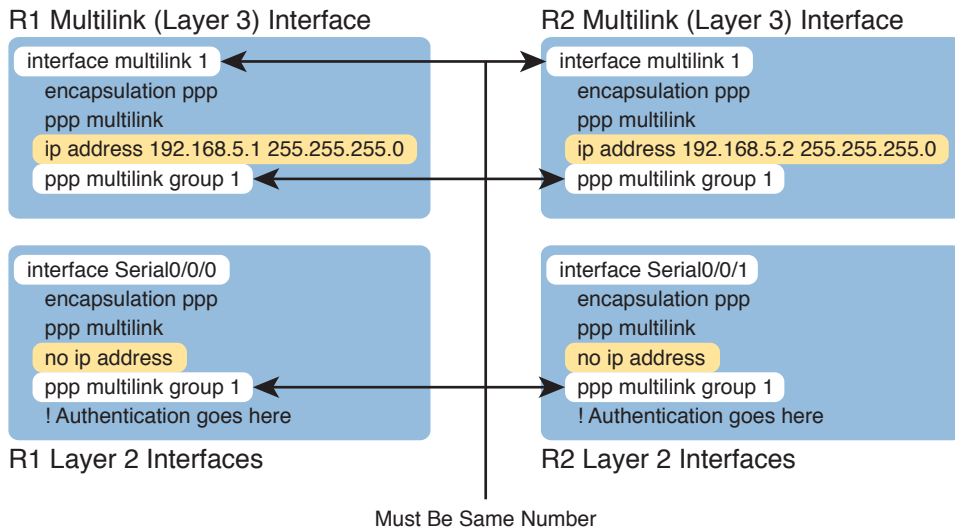 R1 Multilink (Layer 3) Interface
interface multilink 1
encapsulation ppp
ppp multilink
ip address 192.168.5.1 255.255.255.0
ppp multilink group 1
R2 Multilink (Layer 3) Interface
interface multilink 1
encapsulation ppp
ppp multilink
ip address 192.168.5.2 255.255.255.0
ppp multilink group 1
interface Serial0/0/0
encapsulation ppp
ppp multilink
no ip address
ppp multilink group 1
! Authentication goes here
R1 Layer 2 Interfaces
interface Serial0/0/1
encapsulation ppp
ppp multilink
no ip address
ppp multilink group 1
! Authentication goes here
R2 Layer 2 Interfaces
Must Be Same Number